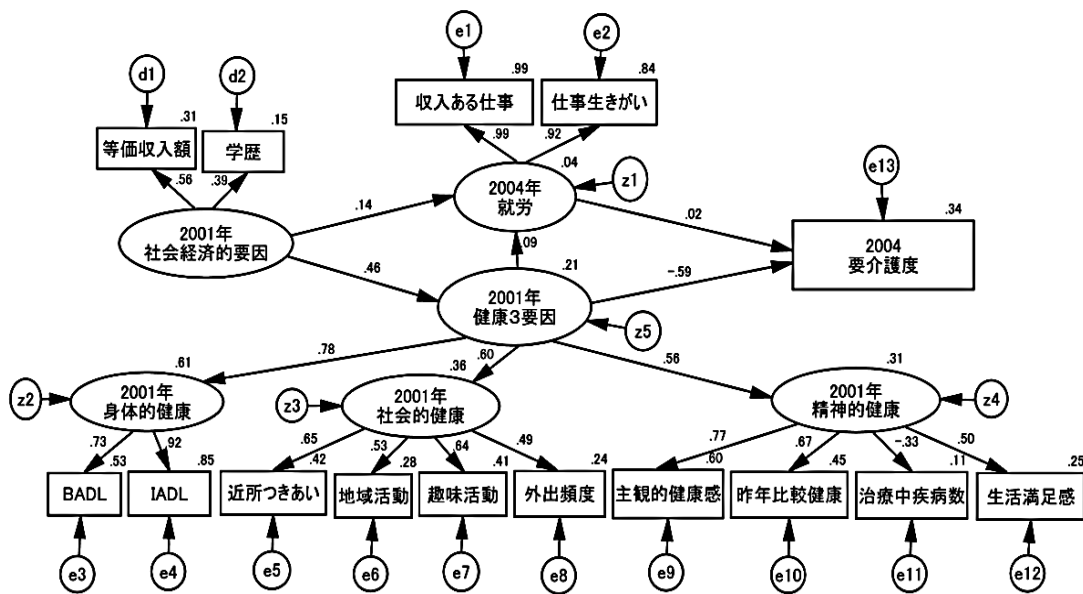 e1
e2
d1
d2
.99
.84
収入ある仕事
仕事生きがい
.31
.15
等価収入額
学歴
.99
.92
.56
.39
.04
2004年
就労
z1
e13
.14
.02
.34
2001年
社会経済的要因
2004
要介護度
.09
.46
.21
-.59
2001年
健康3要因
z5
.78
.60
.56
.61
.36
.31
z2
2001年
身体的健康
z3
2001年
社会的健康
2001年
精神的健康
z4
.73
.92
.65
.53
.64
.49
.77
.67
-.33
.50
.53
.85
.42
.28
.41
.24
.60
.45
.11
.25
BADL
IADL
近所つきあい
地域活動
趣味活動
外出頻度
主観的健康感
昨年比較健康
治療中疾病数
生活満足感
e3
e4
e5
e6
e7
e8
e9
e10
e11
e12